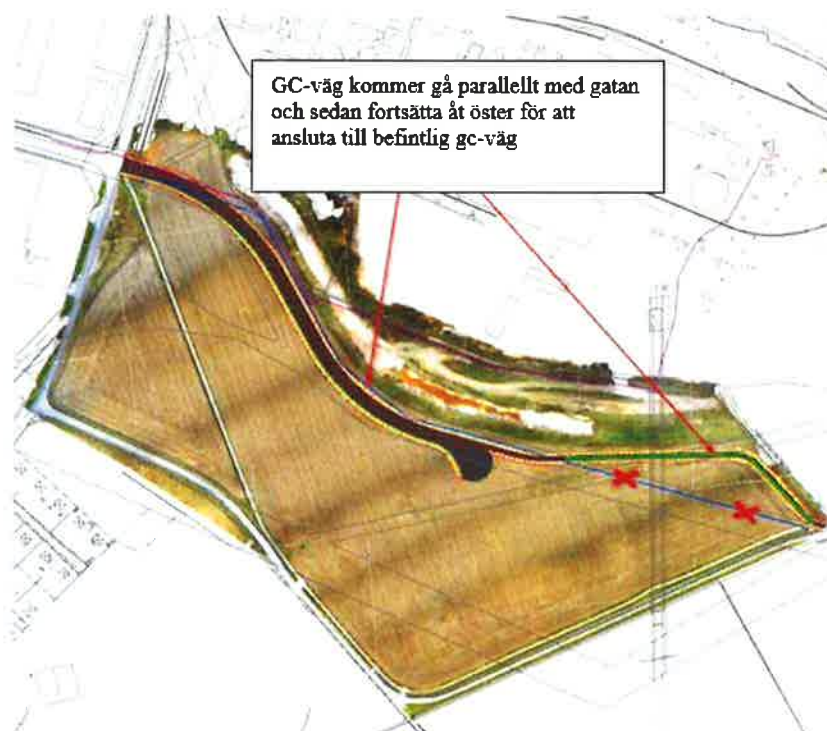 GC-väg kommer gå parallellt med gatan
och sedan fortsätta åt öster för att
ansluta till befintlig gc-väg